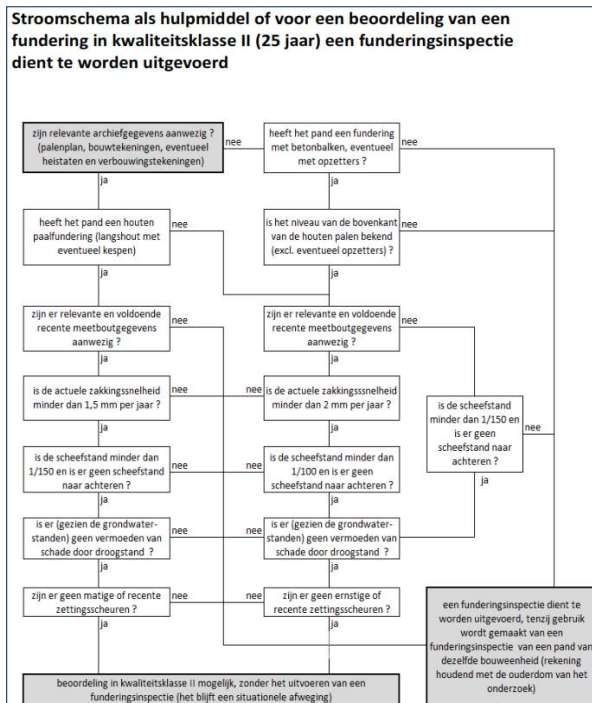 Stroomschema als hulpmiddel of voor een beoordeling van een
fundering in kwaliteitsklasse II (25 jaar) een funderingsinspectie
dient te worden uitgevoerd
zijn relevante archiefgegevens aanwezig ?
(palenplan, bouwtekeningen, eventueel
heistaten en verbouwingstekeningen)
nee
heeft het pand een fundering
met betonbalken, eventueel
met opzetters ?
nee
ja
ja
heeft het pand een houten
paalfundering (langshout met
eventueel kespen)
nee
is het niveau van de bovenkant
van de houten palen bekend
(excl. eventueel opzetters) ?
nee
ja
ja
zijn er relevante en voldoende
recente meetboutgegevens
aanwezig ?
nee
zijn er relevante en voldoende
recente meetboutgegevens
aanwezig ?
nee
ja
ja
is de actuele zakkingssnelheid
minder dan 1,5 mm per jaar ?
nee
nee
is de actuele zakkingsssnelheid
minder dan 2 mm per jaar ?
is de scheefstand
minder dan 1/150 en
is er geen
scheefstand naar
achteren ?
nee
ja
ja
ja
is de scheefstand minder dan
1/150 en is er geen scheefstand
naar achteren ?
nee
nee
is de scheefstand minder dan
1/100 en is er geen
scheefstand naar achteren ?
ja
ja
is er (gezien de grondwater-
standen) geen vermoeden van
schade door droogstand ?
nee
nee
is er (gezien de grondwater-
standen) geen vermoeden van
schade door droogstand ?
ja
ja
zijn er geen matige of recente
zettingsscheuren ?
nee
nee
zijn er geen ernstige of
recente zettingsscheuren ?
ja
ja
een funderingsinspectie dient te
worden uitgevoerd, tenzij gebruik
wordt gemaakt van een
funderingsinspectie van een pand van
dezelfde bouweenheid (rekening
houdend met de ouderdom van het
onderzoek)
beoordeling in kwaliteitsklasse II mogelijk, zonder het uitvoeren van een
funderingsinspectie (het blijft een situationele afweging)